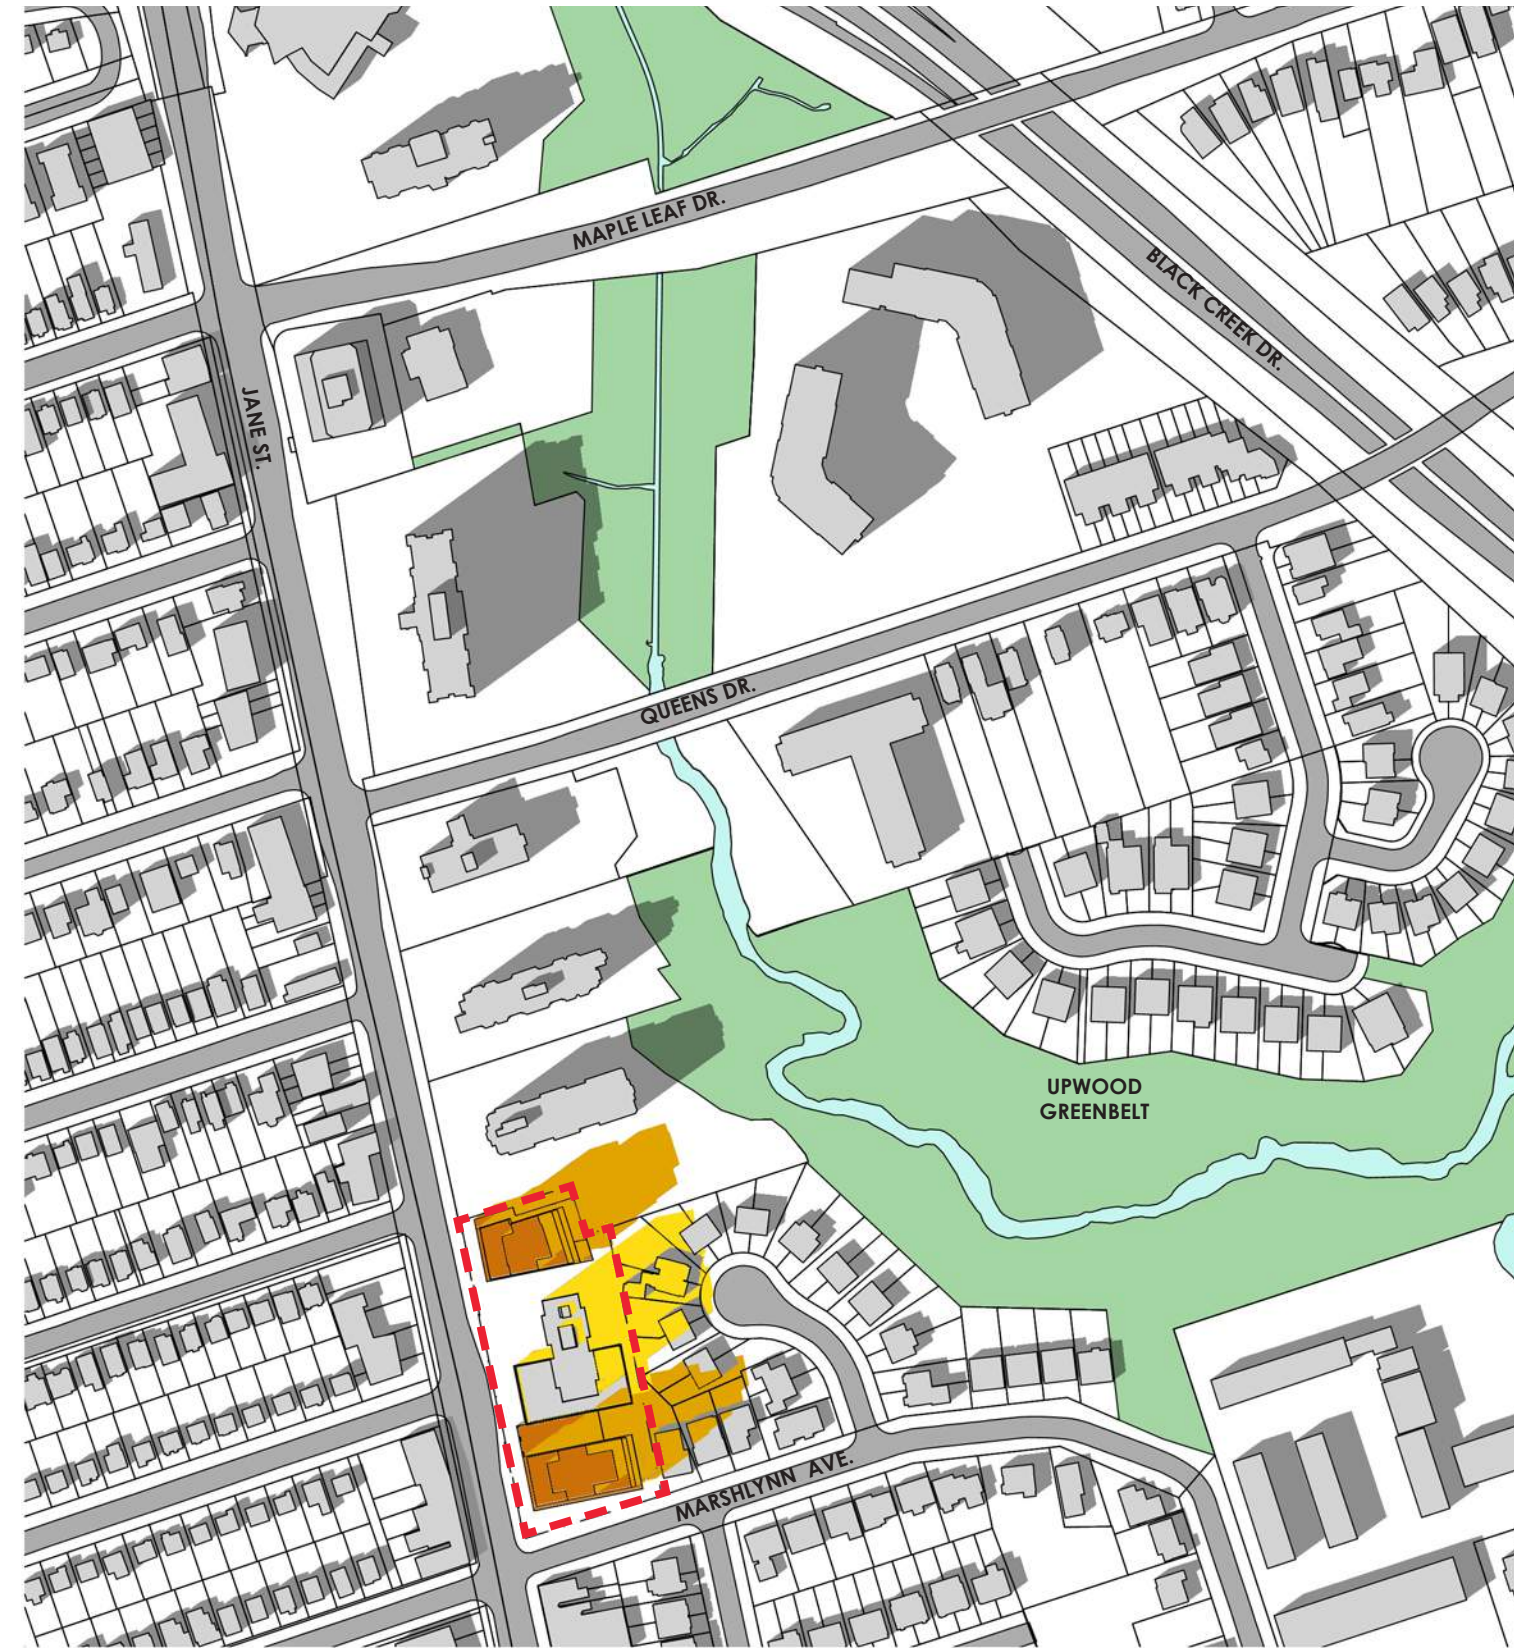 MAPLE LEAF DR.
BLACK CREEK DR.
JANE ST.
QUEENS DR.
UPWOOD
GREENBELT
MARSHLYNN AVE.